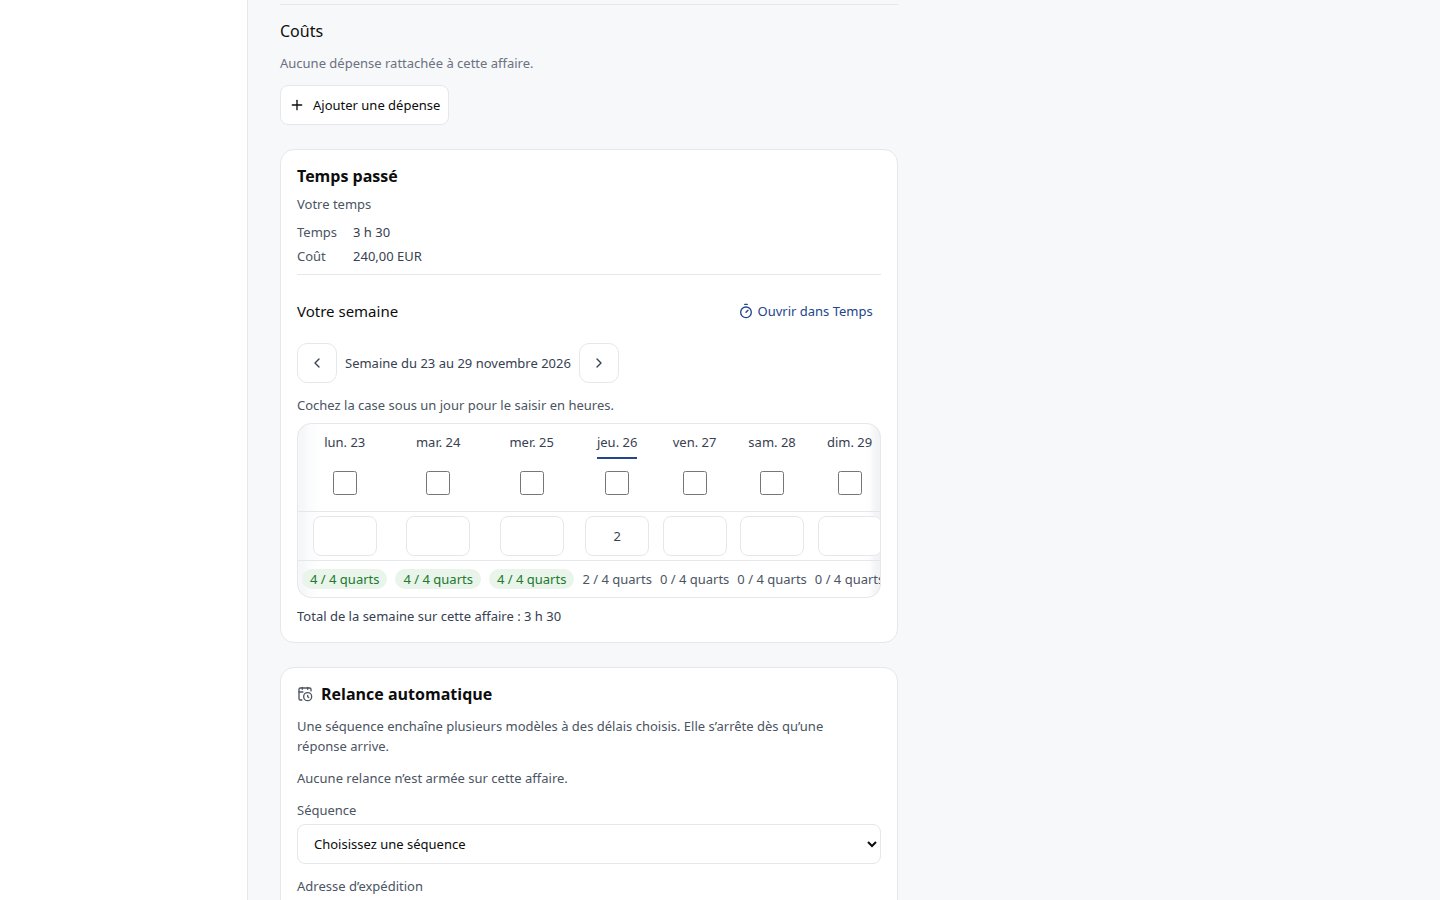 Coûts
Aucune dépense rattachée à cette affaire.
Ajouter une dépense
Temps passé
Votre temps
Temps 3 h 30
Coût 240,00 EUR
Votre semaine
Ouvrir dans Temps
Semaine du 23 au 29 novembre 2026
Cochez la case sous un jour pour le saisir en heures.
lun. 23 mar. 24 mer. 25 jeu. 26 ven. 27 sam. 28 dim. 29
2
4 / 4 quarts 4 / 4 quarts 4 / 4 quarts 2 / 4 quarts 0 / 4 quarts 0 / 4 quarts 0 / 4 quarts
Total de la semaine sur cette affaire : 3 h 30
Relance automatique
Une séquence enchaîne plusieurs modèles à des délais choisis. Elle s’arrête dès qu’une
réponse arrive.
Aucune relance n’est armée sur cette affaire.
Séquence
Choisissez une séquence
Adresse d’expédition